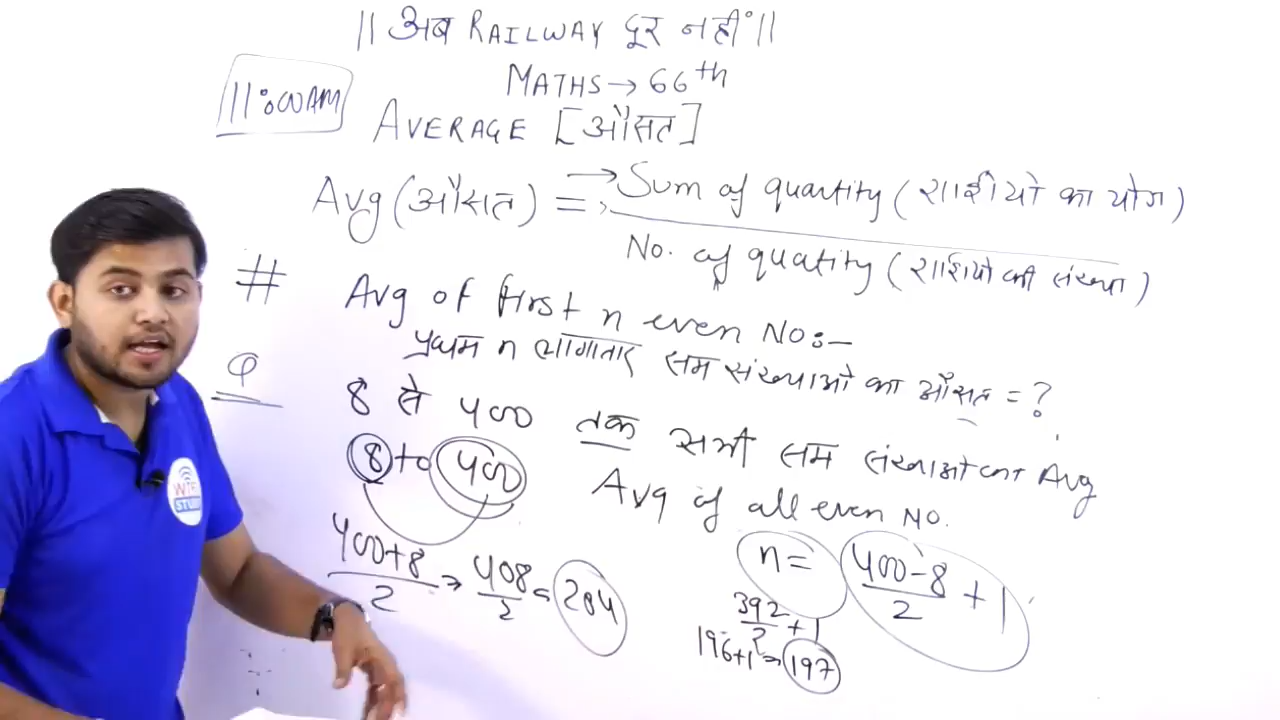 || अब RAILWAY दूर नहीं ||
MATHS → 66th
11:00AM
AVERAGE [औसत]
Avg (औसत) = → Sum of quantity (राशियो का योग)
No. of quatity (राशियो की संख्या)
# Avg of first n even No:-
प्रथम n लागातार सम संख्याओ का औसत = ?
Q 8 से 400 तक सभी सम संख्याओ का Avg
8 to 400 Avg of all even No.
400+8/2 → 408/2 = 204
n = 400-8/2 + 1
392/2 + 1
196+1 → 197
WiFi
STUDY